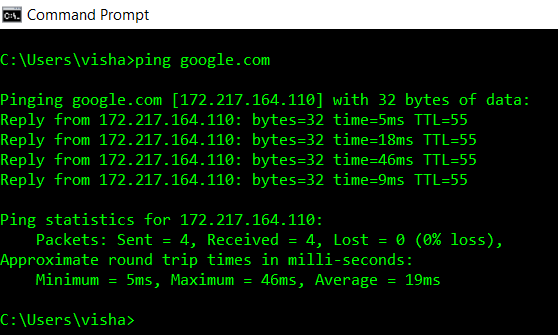 Command Prompt
C:\Users\visha>ping google.com
Pinging google.com [172.217.164.110] with 32 bytes of data:
Reply from 172.217.164.110: bytes=32 time=5ms TTL=55
Reply from 172.217.164.110: bytes=32 time=18ms TTL=55
Reply from 172.217.164.110: bytes=32 time=46ms TTL=55
Reply from 172.217.164.110: bytes=32 time=9ms TTL=55
Ping statistics for 172.217.164.110:
    Packets: Sent = 4, Received = 4, Lost = 0 (0% loss),
Approximate round trip times in milli-seconds:
    Minimum = 5ms, Maximum = 46ms, Average = 19ms
C:\Users\visha>